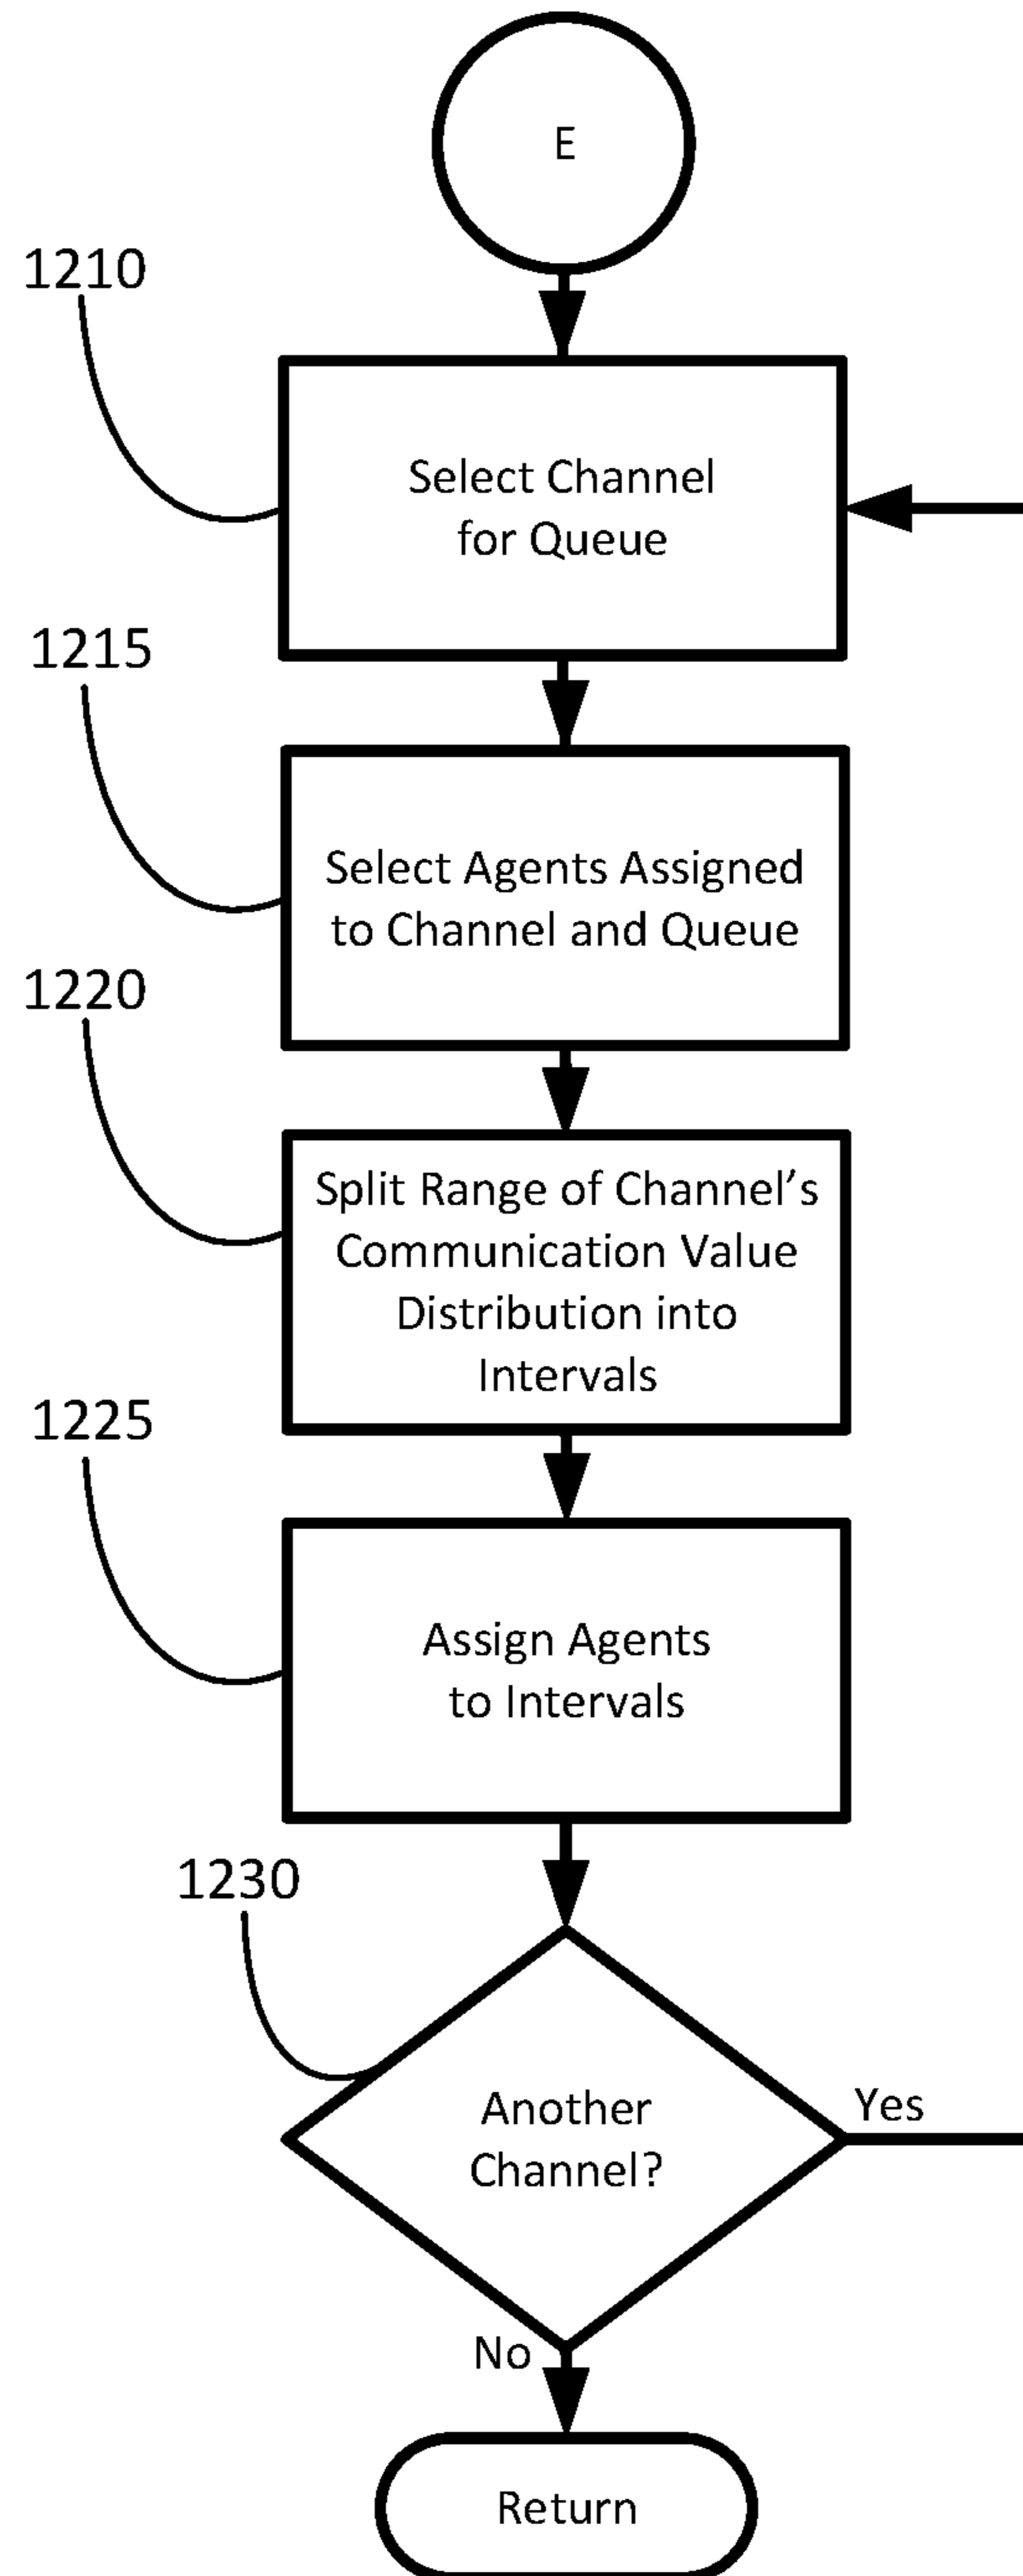 E
1210
Select Channel
for Queue
1215
Select Agents Assigned
to Channel and Queue
1220
Split Range of Channel’s
Communication Value
Distribution into
Intervals
1225
Assign Agents
to Intervals
1230
Another
Channel?
Yes
No
Return